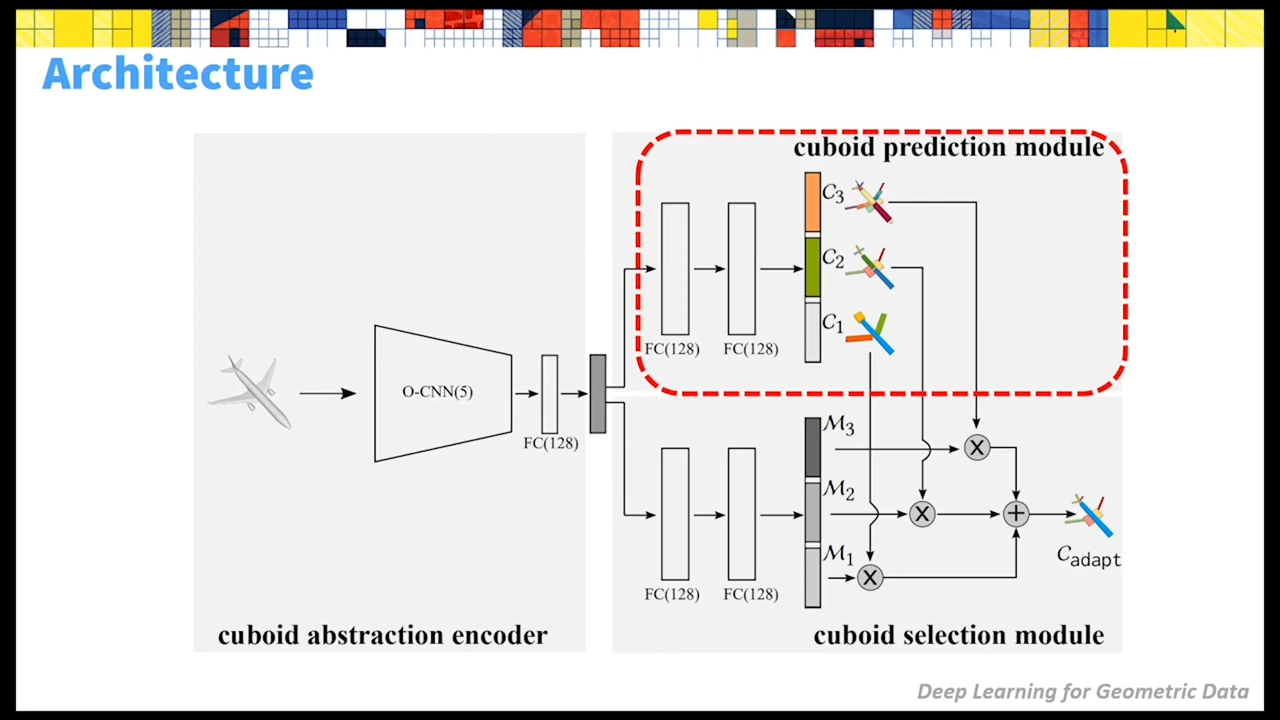 Architecture
cuboid prediction module
C3
C2
C1
FC(128)
FC(128)
O-CNN(5)
FC(128)
M3
M2
M1
X
X
X
+
Cadapt
FC(128)
FC(128)
cuboid abstraction encoder
cuboid selection module
Deep Learning for Geometric Data